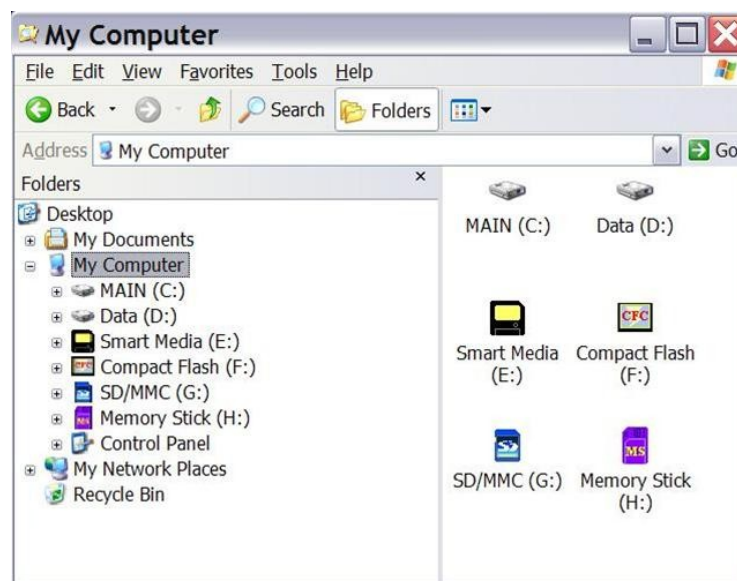 My Computer
File Edit View Favorites Tools Help
Back Search Folders
Address My Computer Go
Folders
Desktop
My Documents
My Computer
MAIN (C:)
Data (D:)
Smart Media (E:)
Compact Flash (F:)
SD/MMC (G:)
Memory Stick (H:)
Control Panel
My Network Places
Recycle Bin
MAIN (C:) Data (D:)
CFC
Smart Media Compact Flash
(E:) (F:)
MS
SD/MMC (G:) Memory Stick
(H:)